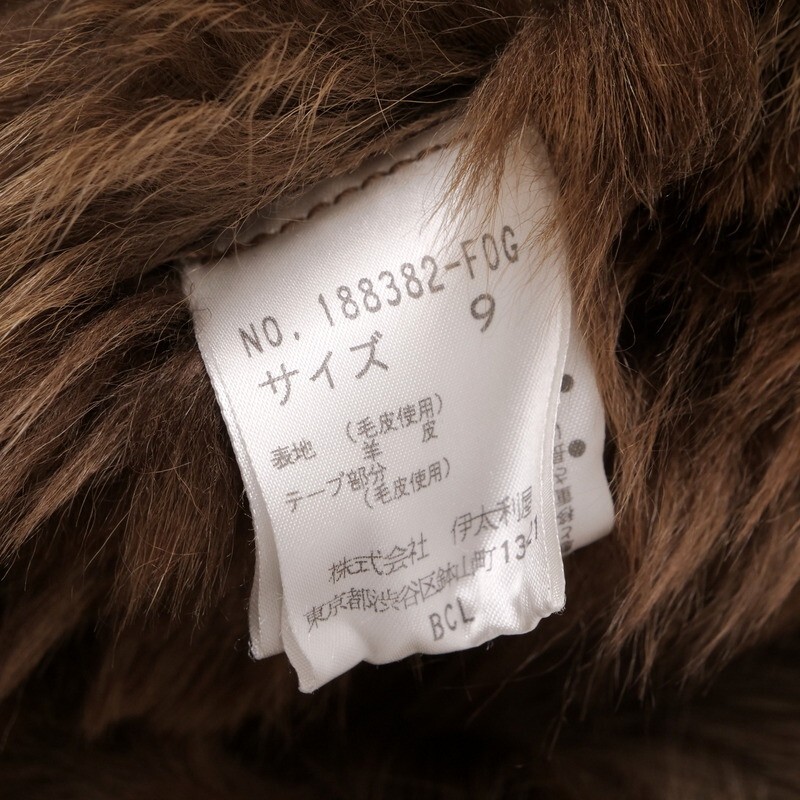 NO. 188382-FOG
サイズ 9
表地 (毛皮使用)
羊 皮
テープ部分
(毛皮使用)
株式会社 伊太利屋
東京都渋谷区鉢山町13-21
BCL